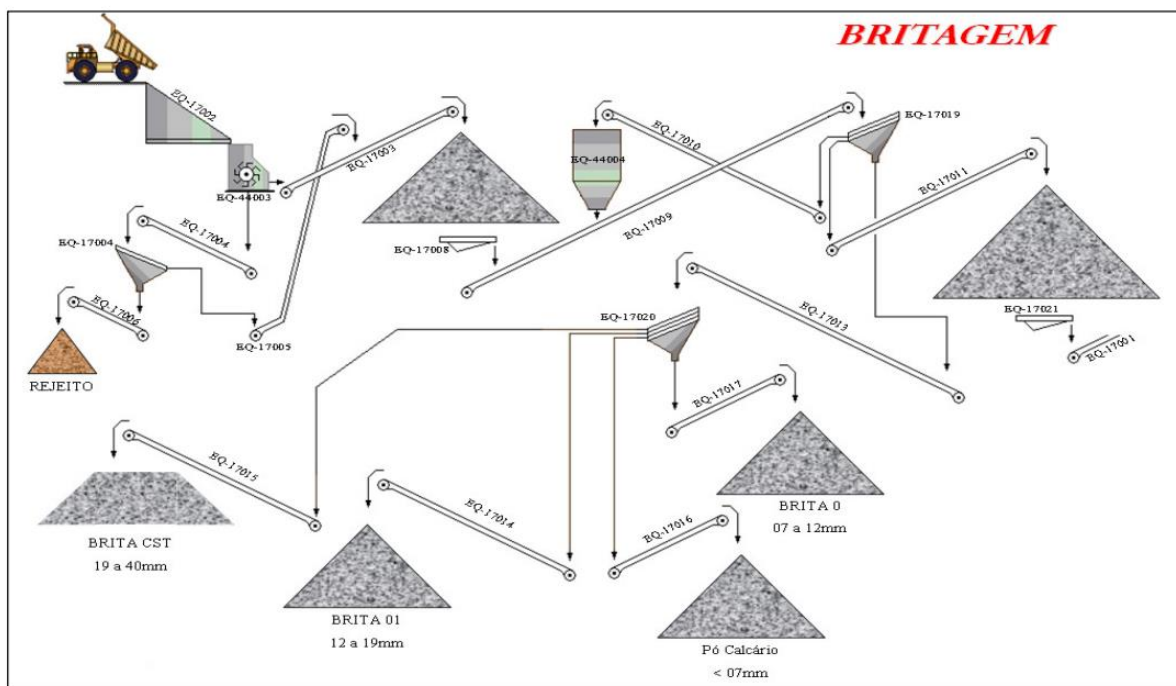 BRITAGEM
EQ-17002
EQ-17003
EQ-44003
EQ-44004
EQ-17010
EQ-17019
EQ-17011
EQ-17009
EQ-17004
EQ-17004
EQ-17008
EQ-17006
EQ-17005
EQ-17020
EQ-17013
EQ-17021
EQ-17001
REJEITO
EQ-17017
EQ-17015
EQ-17014
EQ-17016
BRITA 0
07 a 12mm
BRITA CST
19 a 40mm
BRITA 01
12 a 19mm
Pó Calcário
< 07mm